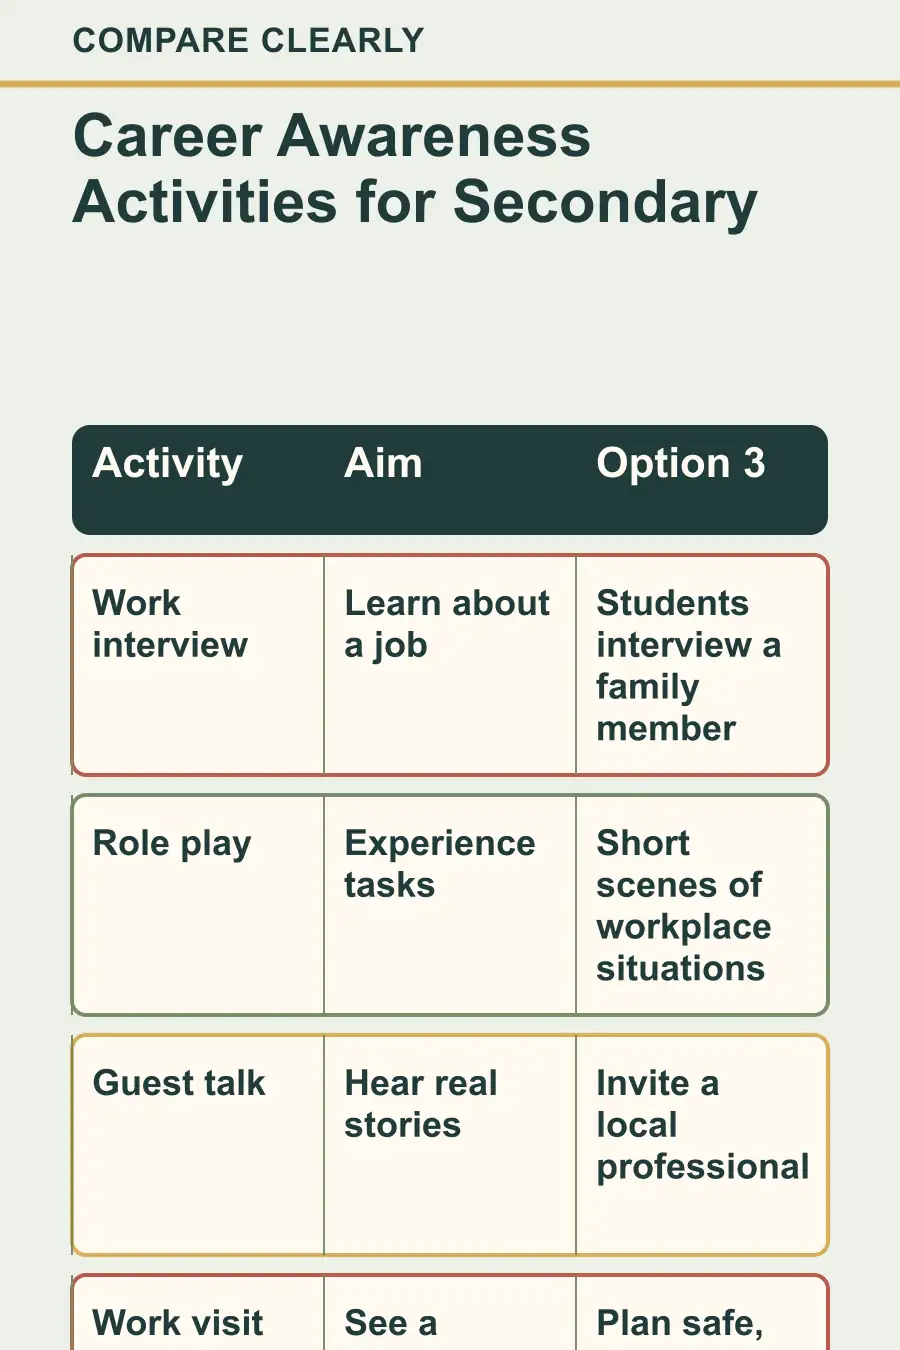 COMPARE CLEARLY
Career Awareness
Activities for Secondary
Activity Aim Option 3
Work
interview
Learn about
a job
Students
interview a
family
member
Role play
Experience
tasks
Short
scenes of
workplace
situations
Guest talk
Hear real
stories
Invite a
local
professional
Work visit
See a
Plan safe,